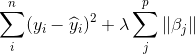 \sum_{i}^{n} (y_i - \widehat{y}_i)^2 + \lambda \sum_{j}^{p} \|\beta_j\|